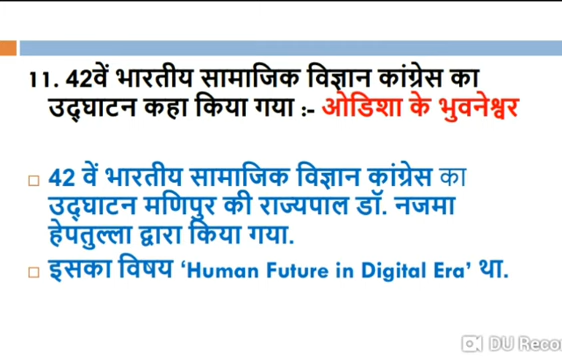 11. 42वें भारतीय सामाजिक विज्ञान कांग्रेस का
उद्घाटन कहा किया गया :- ओडिशा के भुवनेश्वर
42 वें भारतीय सामाजिक विज्ञान कांग्रेस का
उद्घाटन मणिपुर की राज्यपाल डॉ. नजमा
हेपतुल्ला द्वारा किया गया.
इसका विषय ‘Human Future in Digital Era’ था.
DU Recor